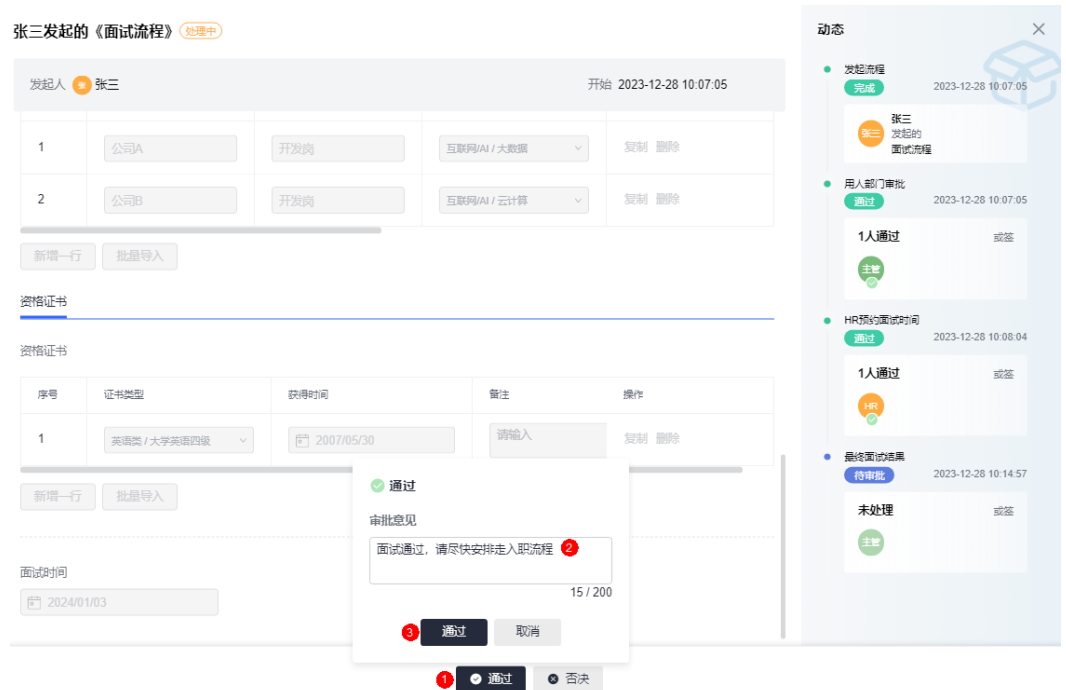 张三发起的《面试流程》 处理中
发起人 张 张三 开始 2023-12-28 10:07:05
1 公司A 开发岗 互联网/AI / 大数据 复制 删除
2 公司B 开发岗 互联网/AI / 云计算 复制 删除
新增一行 批量导入
资格证书
资格证书
序号 证书类型 获得时间 备注 操作
1 英语类 / 大学英语四级 2007/05/30 请输入 复制 删除
新增一行 批量导入
面试时间
2024/01/03
通过
审批意见
面试通过，请尽快安排走入职流程 2
15 / 200
3 通过 取消
1 通过 否决
动态
发起流程
完成 2023-12-28 10:07:05
张三
张三
发起的
面试流程
用人部门审批
通过 2023-12-28 10:07:05
1人通过 或签
主管
HR预约面试时间
通过 2023-12-28 10:08:04
1人通过 或签
HR
最终面试结果
待审批 2023-12-28 10:14:57
未处理 或签
主管